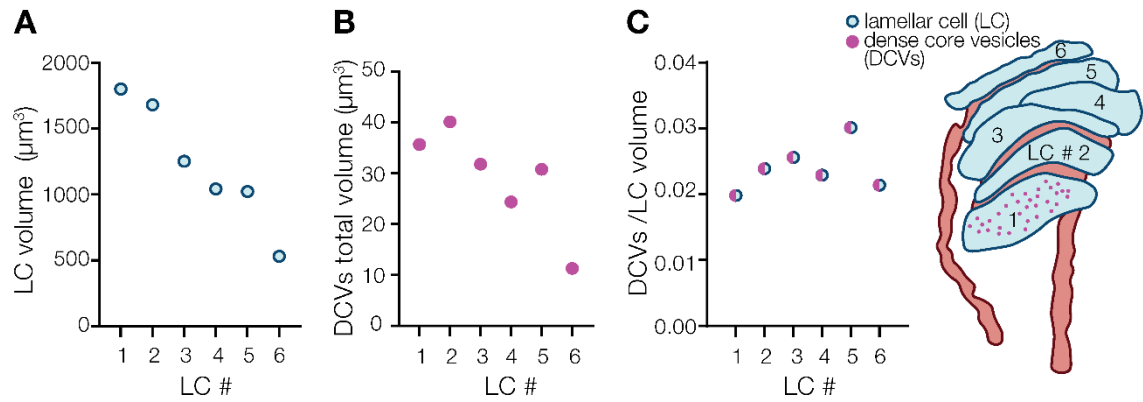 A
LC volume (µm³)
2000
1500
1000
500
0
1 2 3 4 5 6
LC #
B
DCVs total volume (µm³)
50
40
30
20
10
0
1 2 3 4 5 6
LC #
C
DCVs /LC volume
0.04
0.03
0.02
0.01
0.00
1 2 3 4 5 6
LC #
lamellar cell (LC)
dense core vesicles
(DCVs)
6
5
4
3
LC # 2
1